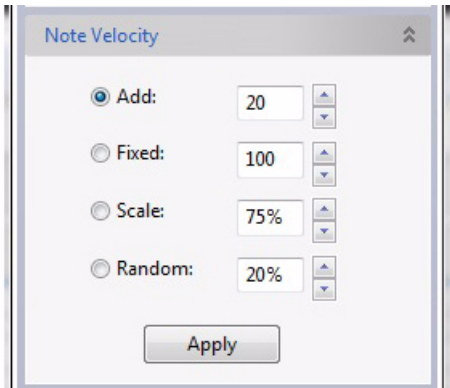 Note Velocity
Add: 20
Fixed: 100
Scale: 75%
Random: 20%
Apply